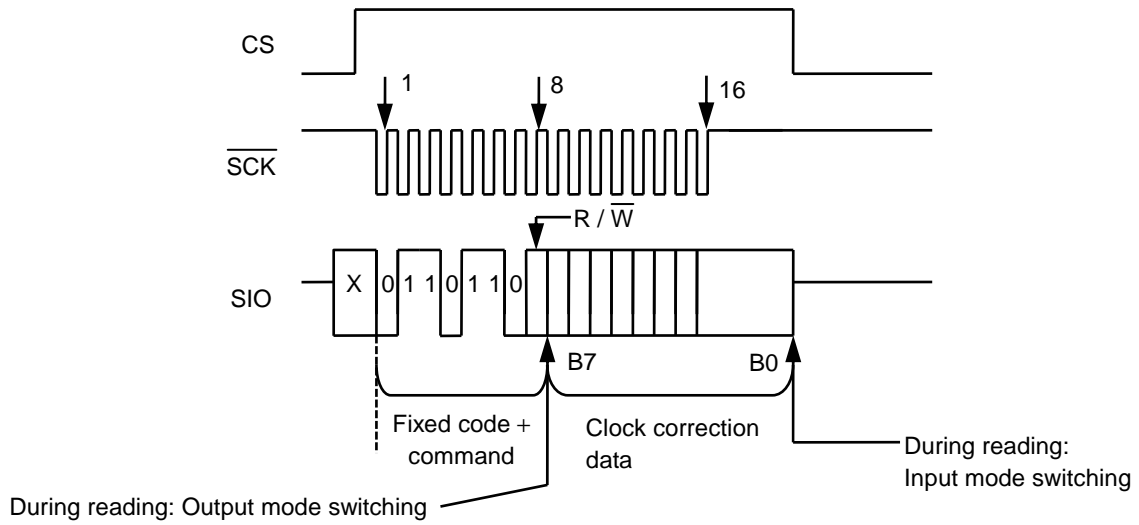 CS
1
8
16
SCK
R / W
SIO
X
0
1
1
0
1
1
0
B7
B0
Fixed code +
command
Clock correction
data
During reading:
Input mode switching
During reading: Output mode switching